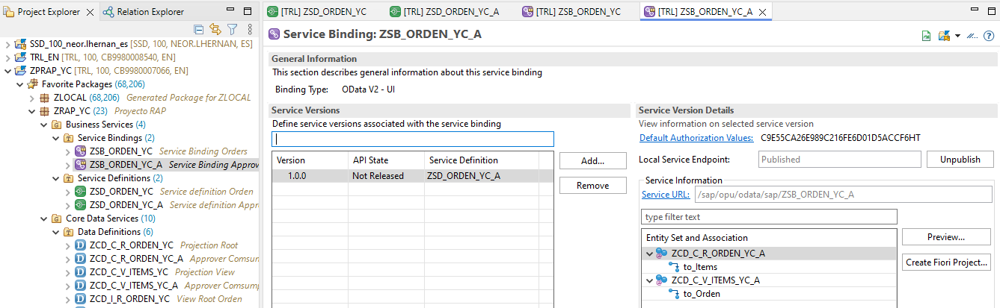 Project Explorer
Relation Explorer
SSD_100_neor.lhernan_es [SSD, 100, NEOR.LHERNAN, ES]
TRL_EN [TRL, 100, CB9980008540, EN]
ZPRAP_YC [TRL, 100, CB9980007066, EN]
Favorite Packages (68,206)
ZLOCAL (68,206) Generated Package for ZLOCAL
ZRAP_YC (23) Proyecto RAP
Business Services (4)
Service Bindings (2)
ZSB_ORDEN_YC Service Binding Orders
ZSB_ORDEN_YC_A Service Binding Approv
Service Definitions (2)
ZSD_ORDEN_YC Service definition Orden
ZSD_ORDEN_YC_A Service definition Appr
Core Data Services (10)
Data Definitions (6)
ZCD_C_R_ORDEN_YC Projection Root
ZCD_C_R_ORDEN_YC_A Approver Comsum
ZCD_C_V_ITEMS_YC Projection View
ZCD_C_V_ITEMS_YC_A Approver Comsump
ZCD_I_R_ORDEN_YC View Root Orden
[TRL] ZSD_ORDEN_YC
[TRL] ZSD_ORDEN_YC_A
[TRL] ZSB_ORDEN_YC
[TRL] ZSB_ORDEN_YC_A
Service Binding: ZSB_ORDEN_YC_A
General Information
This section describes general information about this service binding
Binding Type: OData V2 - UI
Service Versions
Define service versions associated with the service binding
Version API State Service Definition
1.0.0 Not Released ZSD_ORDEN_YC_A
Add...
Remove
Service Version Details
View information on selected service version
Default Authorization Values: C9E55CA26E989C216FE6D01D5ACCF6HT
Local Service Endpoint: Published Unpublish
Service Information
Service URL: /sap/opu/odata/sap/ZSB_ORDEN_YC_A
type filter text
Entity Set and Association
ZCD_C_R_ORDEN_YC_A
to_Items
ZCD_C_V_ITEMS_YC_A
to_Orden
Preview...
Create Fiori Project...